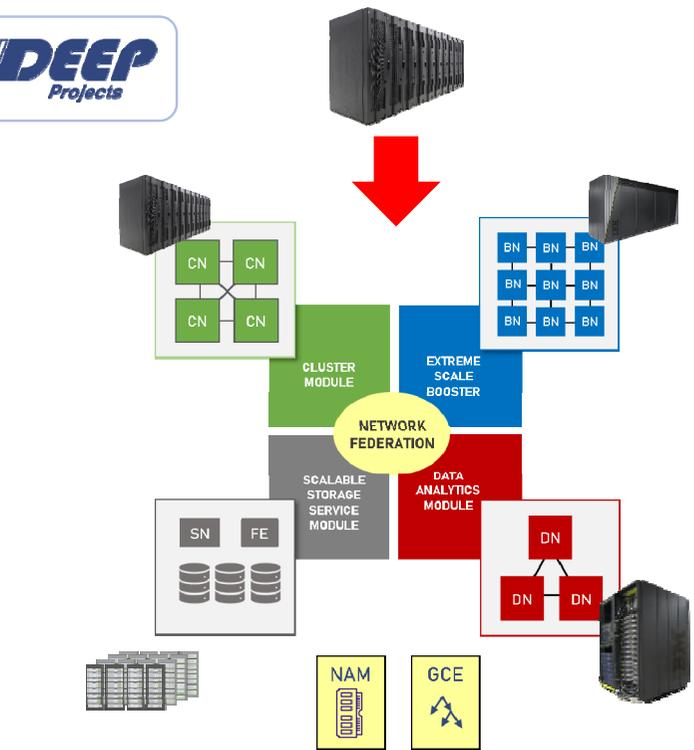 DEEP
Projects
CN CN
CN CN
BN BN BN
BN BN BN
BN BN BN
CLUSTER
MODULE
EXTREME
SCALE
BOOSTER
NETWORK
FEDERATION
SCALABLE
STORAGE
SERVICE
MODULE
DATA
ANALYTICS
MODULE
SN FE
DN
DN DN
IBM
NAM
GCE